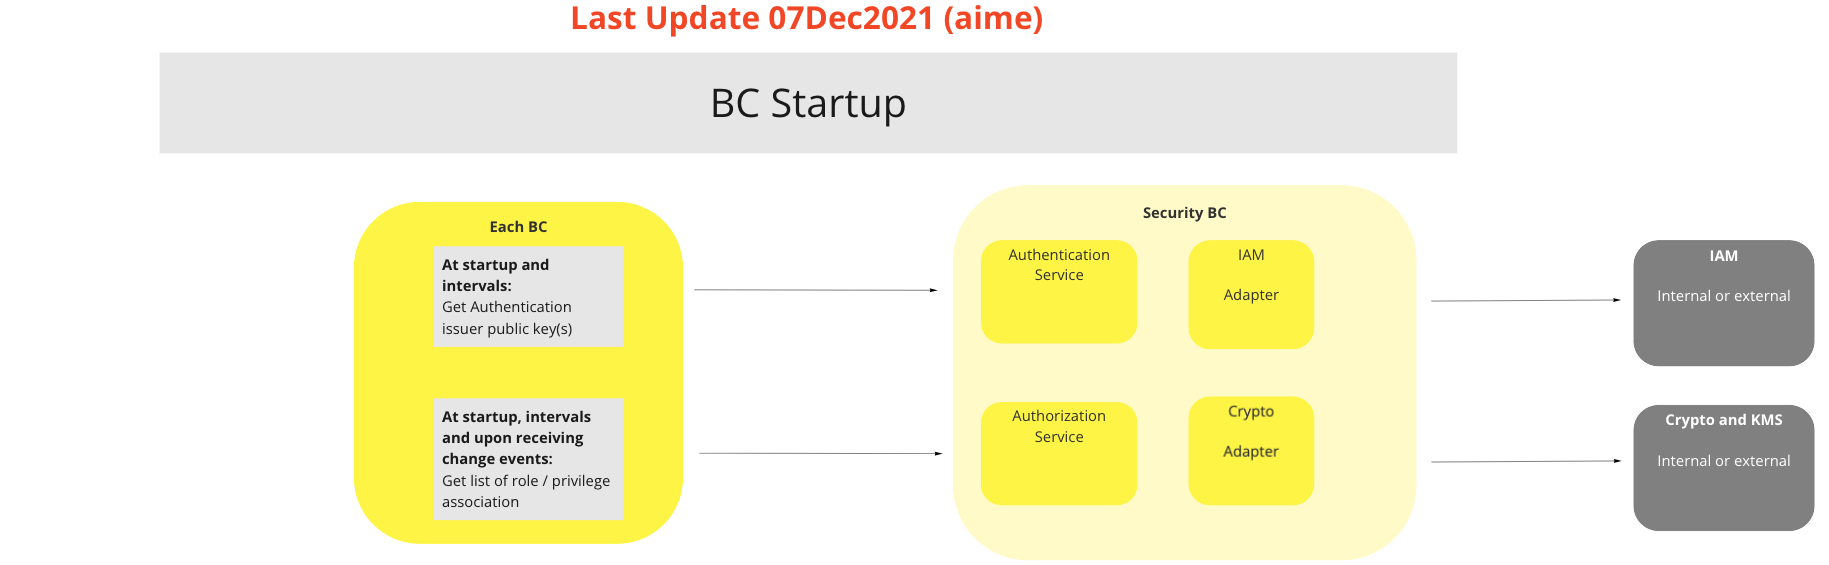 Last Update 07Dec2021 (aime)
BC Startup
Each BC
At startup and
intervals:
Get Authentication
issuer public key(s)
At startup, intervals
and upon receiving
change events:
Get list of role / privilege
association
Security BC
Authentication
Service
IAM
Adapter
Authorization
Service
Crypto
Adapter
IAM
Internal or external
Crypto and KMS
Internal or external